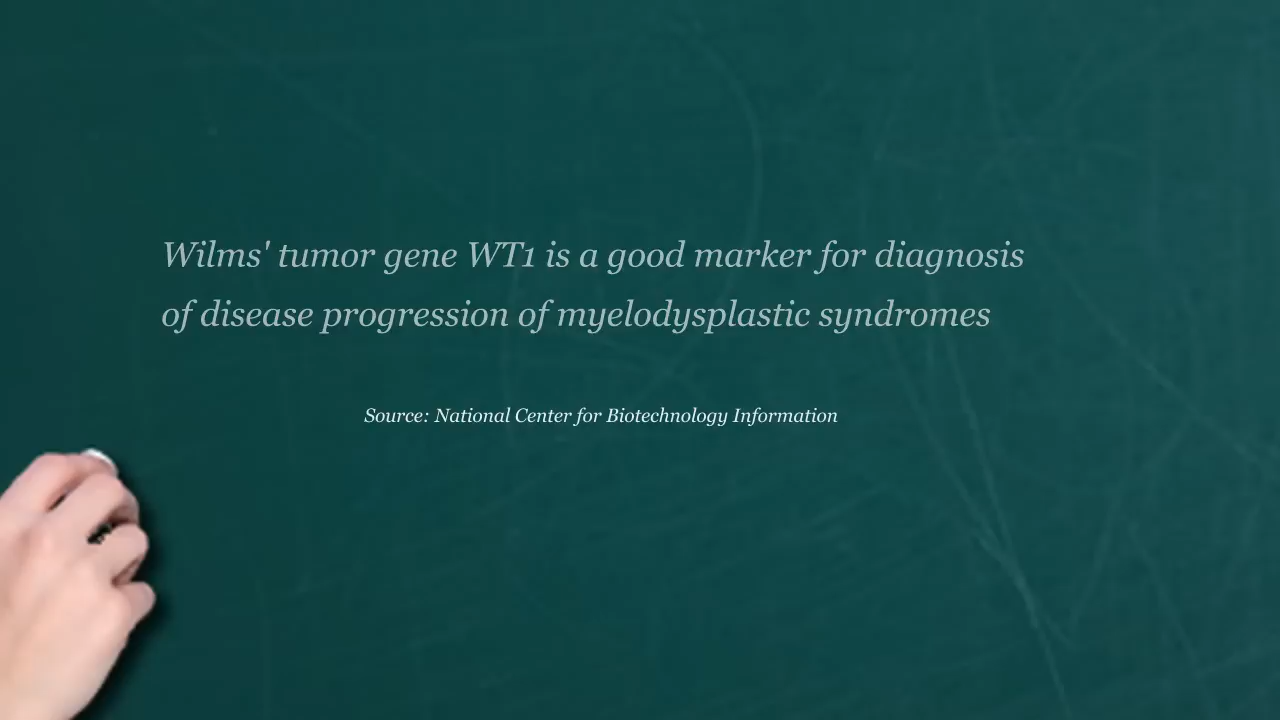 Wilms' tumor gene WT1 is a good marker for diagnosis
of disease progression of myelodysplastic syndromes
Source: National Center for Biotechnology Information